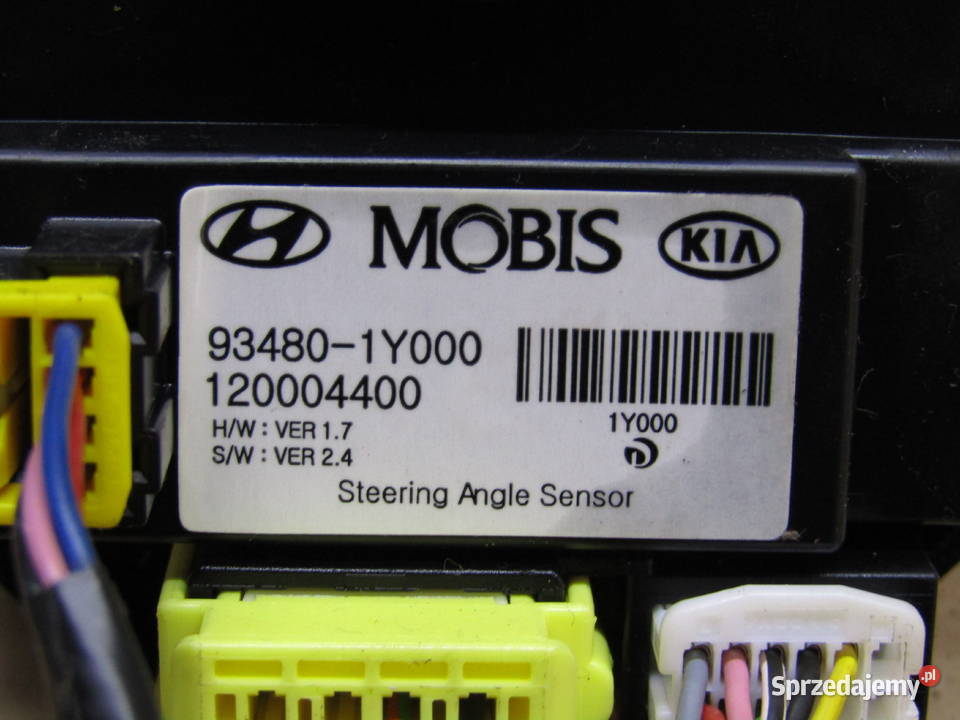 MOBIS KIA
93480-1Y000
120004400
H/W : VER 1.7
S/W : VER 2.4
1Y000
Steering Angle Sensor
Sprzedajemy.pl